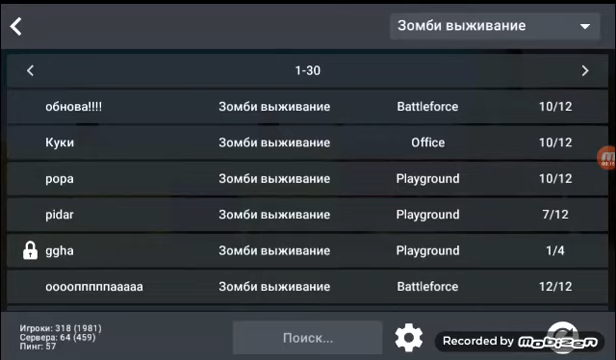 Зомби выживание
1-30
обнова!!!! Зомби выживание Battleforce 10/12
Куки Зомби выживание Office 10/12
popa Зомби выживание Playground 10/12
pidar Зомби выживание Playground 7/12
ggha Зомби выживание Playground 1/4
ооооппппппааааа Зомби выживание Battleforce 12/12
Игроки: 318 (1981)
Сервера: 64 (459)
Пинг: 57
Поиск...
Recorded by mobizen